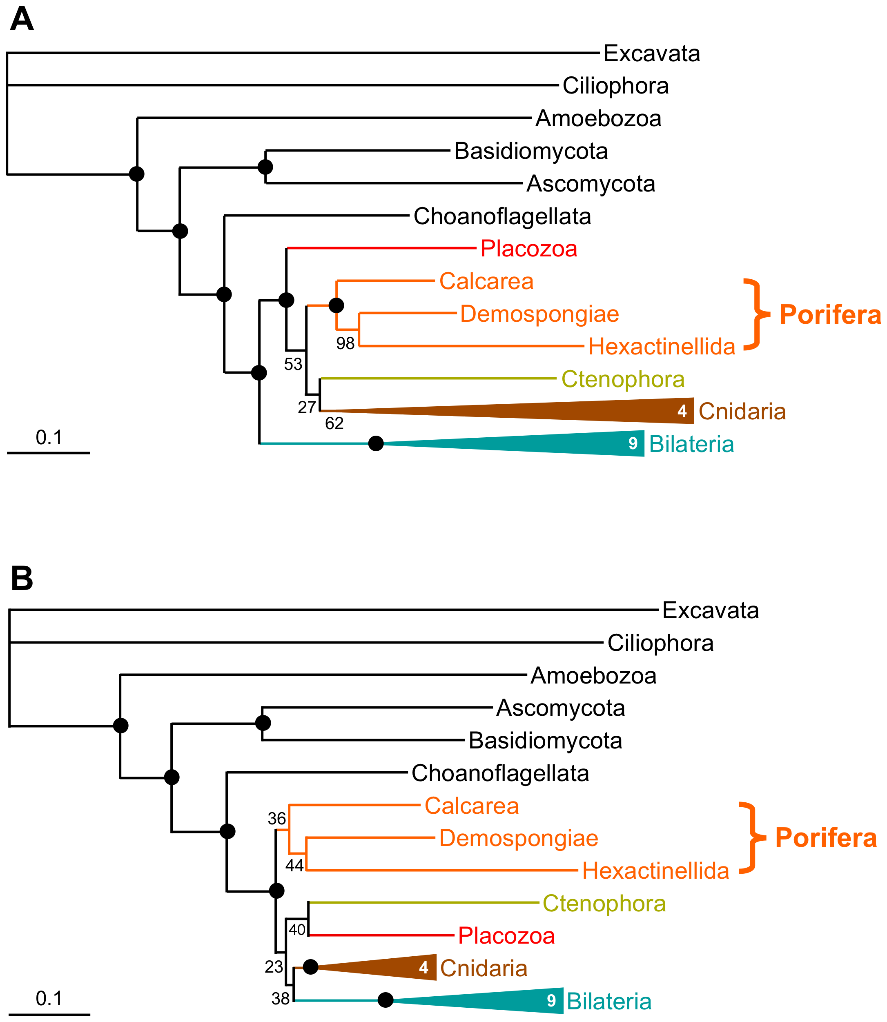 A
Excavata
Ciliophora
Amoebozoa
Basidiomycota
Ascomycota
Choanoflagellata
Placozoa
Calcarea
Demospongiae
Porifera
98
Hexactinellida
53
Ctenophora
27
4 Cnidaria
62
0.1
9 Bilateria
B
Excavata
Ciliophora
Amoebozoa
Ascomycota
Basidiomycota
Choanoflagellata
Calcarea
36
Demospongiae
Porifera
44
Hexactinellida
Ctenophora
40
Placozoa
23
4 Cnidaria
38
0.1
9 Bilateria